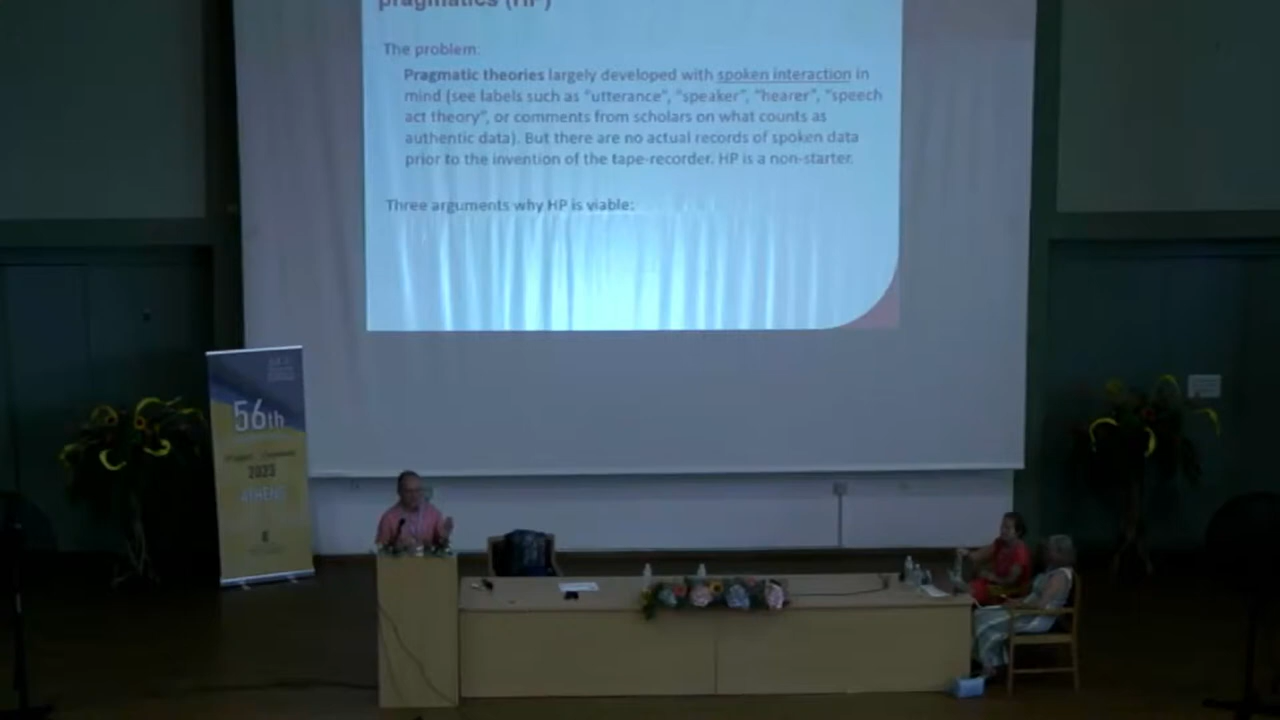 pragmatics (HP)
The problem:
Pragmatic theories largely developed with spoken interaction in
mind (see labels such as "utterance", "speaker", "hearer", "speech
act theory", or comments from scholars on what counts as
authentic data). But there are no actual records of spoken data
prior to the invention of the tape-recorder. HP is a non-starter.
Three arguments why HP is viable:
56th
2023
ATHENS